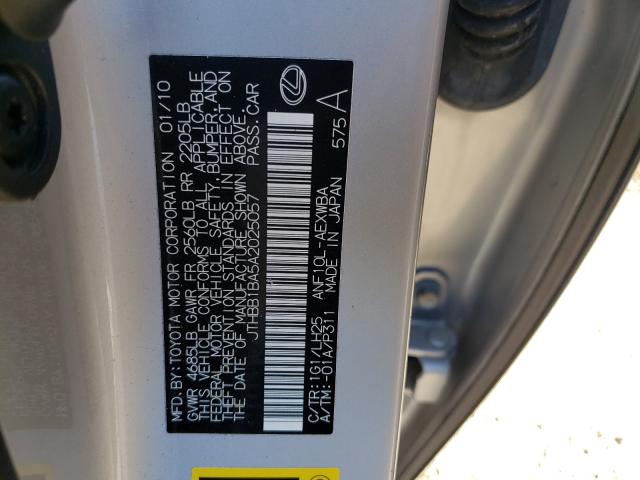 MFD. BY: TOYOTA MOTOR CORPORATION 01/10
GVWR 4685LB GAWR FR 2560LB RR 2205LB
THIS VEHICLE CONFORMS TO ALL APPLICABLE
FEDERAL MOTOR VEHICLE SAFETY, BUMPER, AND
THEFT PREVENTION STANDARDS IN EFFECT ON
THE DATE OF MANUFACTURE SHOWN ABOVE.
JTHBB1BA5A2025057 PASS. CAR
C/TR: 1G1/LH25 ANF10L-AEXWBA
A/TM: -01A/P311 MADE IN JAPAN 575 A